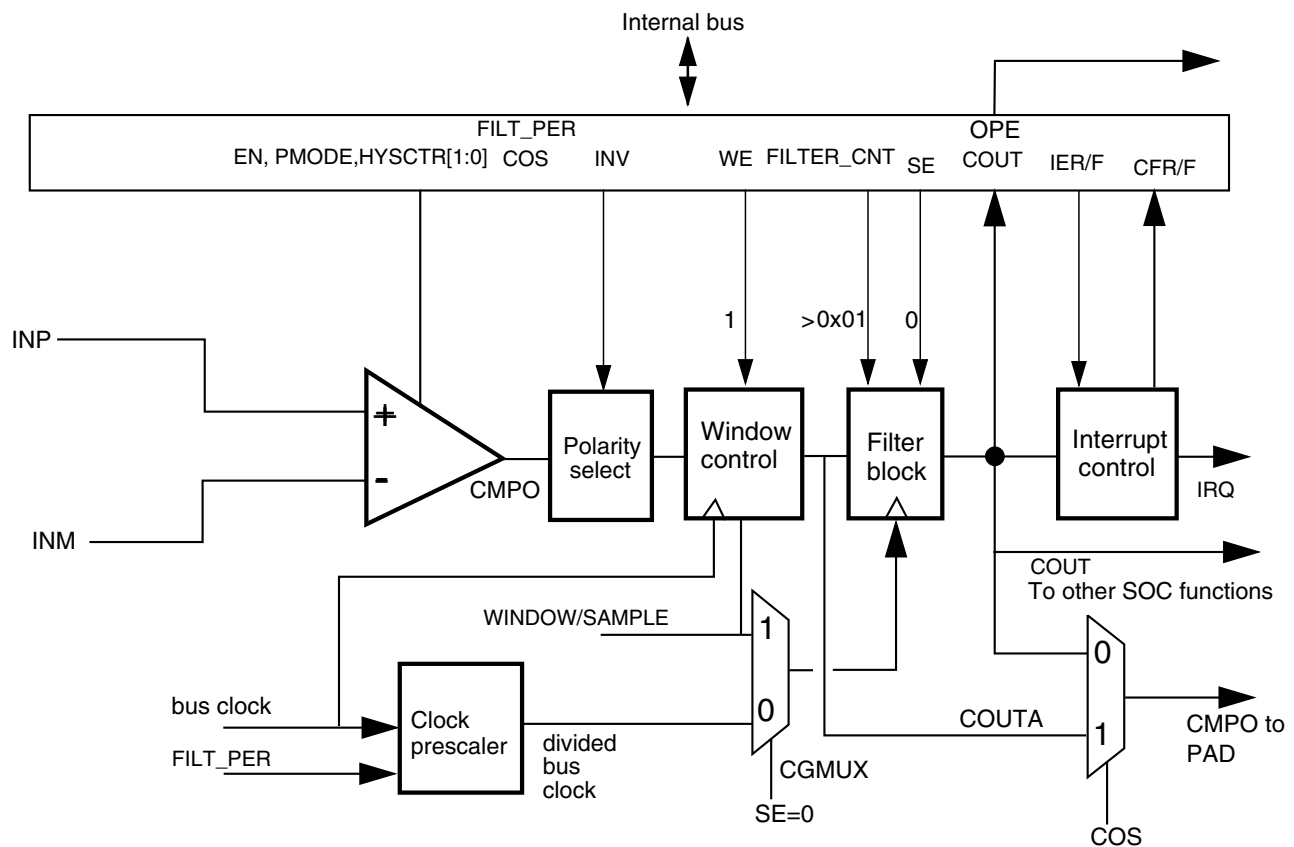 Internal bus
FILT_PER
OPE
EN, PMODE,HYSCTR[1:0]
COS
INV
WE
FILTER_CNT
SE
COUT
IER/F
CFR/F
1
>0x01
0
INP
+
-
INM
CMPO
Polarity
select
Window
control
Filter
block
Interrupt
control
IRQ
COUT
To other SOC functions
WINDOW/SAMPLE
1
0
0
1
bus clock
FILT_PER
Clock
prescaler
divided
bus
clock
CGMUX
SE=0
COUTA
CMPO to
PAD
COS